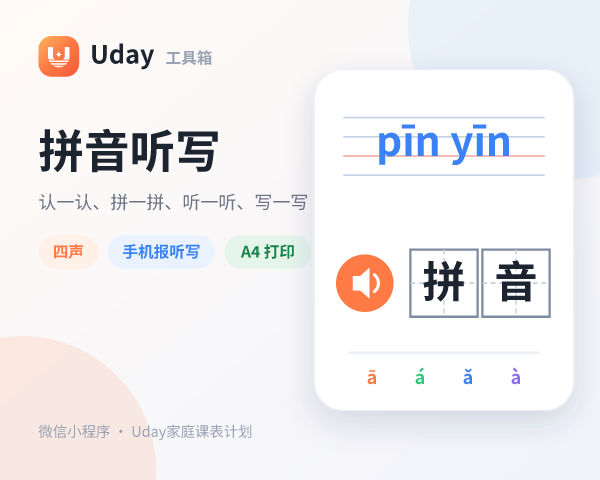 Uday 工具箱
拼音听写
认一认、拼一拼、听一听、写一写
四声 手机报听写 A4 打印
pīn yīn
拼 音
ā á ǎ à
微信小程序 · Uday家庭课表计划